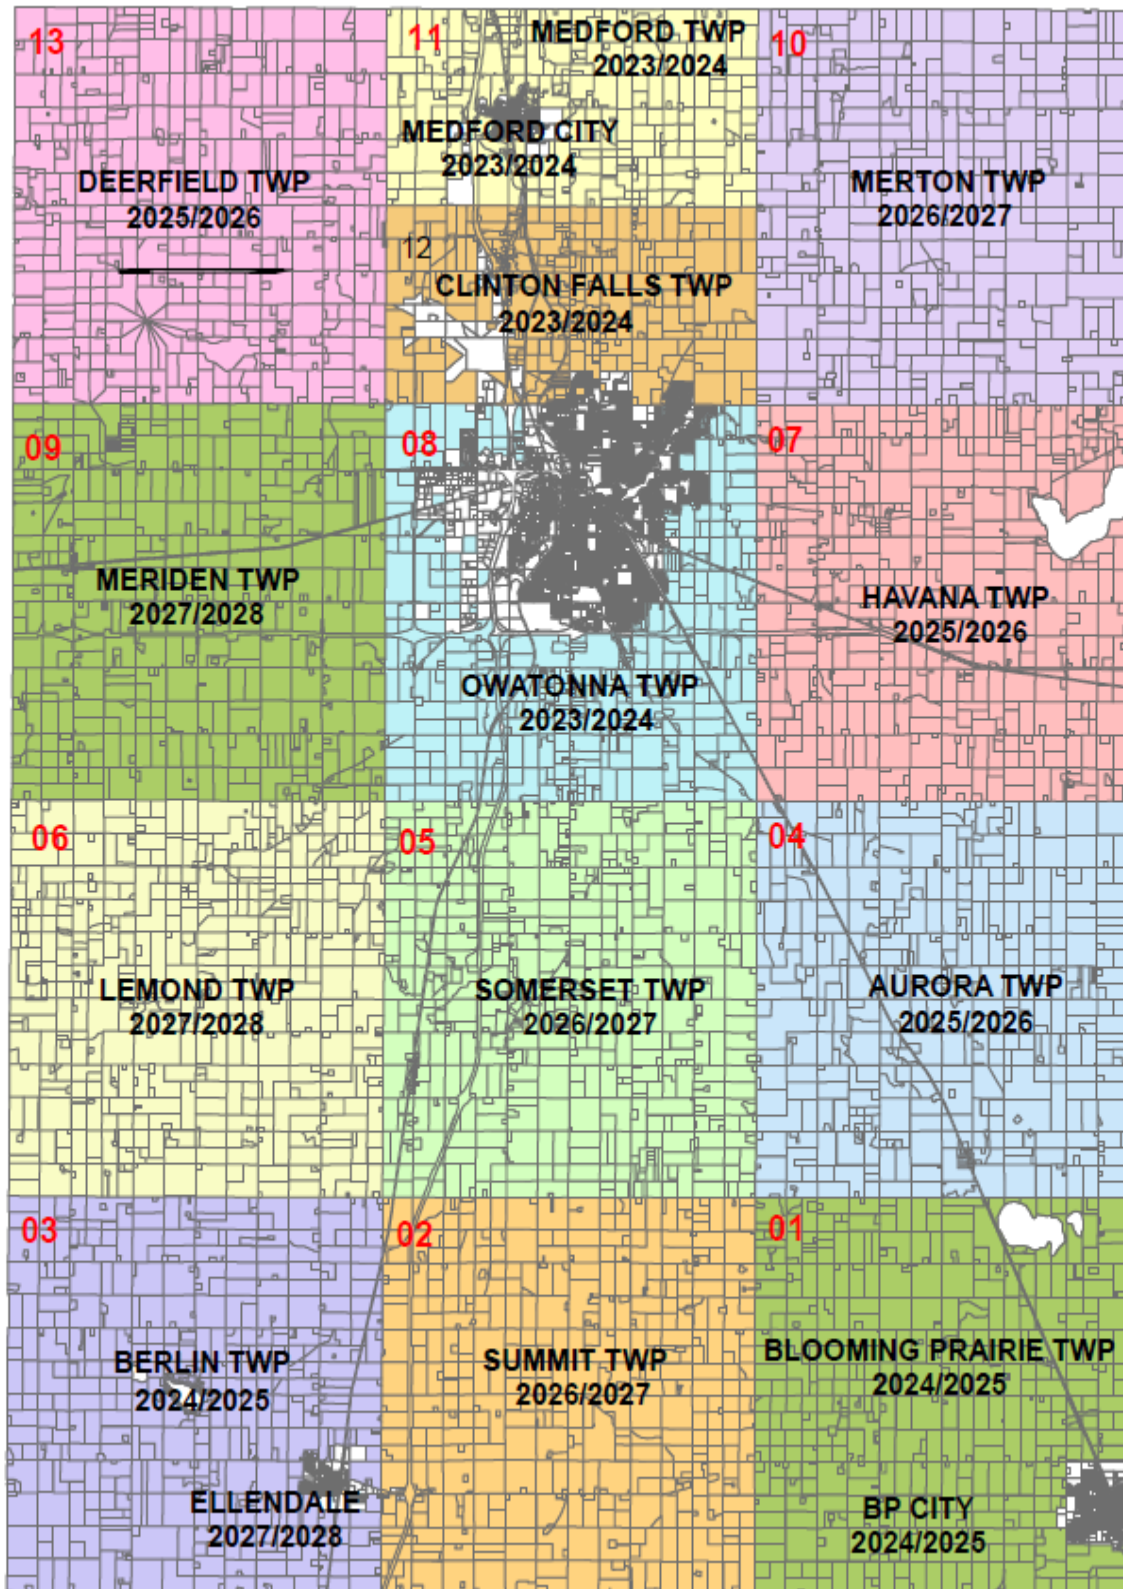 13
DEERFIELD TWP
2025/2026
11
MEDFORD TWP
2023/2024
MEDFORD CITY
2023/2024
10
MERTON TWP
2026/2027
12
CLINTON FALLS TWP
2023/2024
09
MERIDEN TWP
2027/2028
08
OWATONNA TWP
2023/2024
07
HAVANA TWP
2025/2026
06
LEMOND TWP
2027/2028
05
SOMERSET TWP
2026/2027
04
AURORA TWP
2025/2026
03
BERLIN TWP
2024/2025
ELLENDALE
2027/2028
02
SUMMIT TWP
2026/2027
01
BLOOMING PRAIRIE TWP
2024/2025
BP CITY
2024/2025